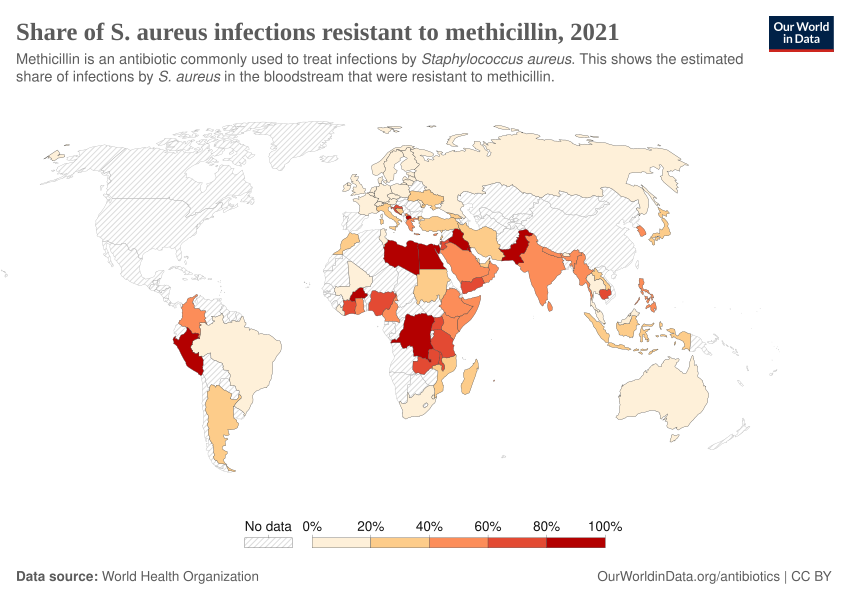 Share of S. aureus infections resistant to methicillin, 2021
Our World
in Data
Methicillin is an antibiotic commonly used to treat infections by Staphylococcus aureus. This shows the estimated
share of infections by S. aureus in the bloodstream that were resistant to methicillin.
No data 0% 20% 40% 60% 80% 100%
Data source: World Health Organization
OurWorldinData.org/antibiotics | CC BY